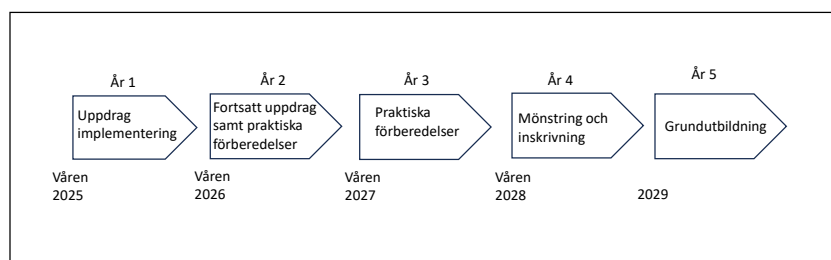 År 1
År 2
År 3
År 4
År 5
Uppdrag
implementering
Fortsatt uppdrag
samt praktiska
förberedelser
Praktiska
förberedelser
Mönstring och
inskrivning
Grundutbildning
Våren
2025
Våren
2026
Våren
2027
Våren
2028
2029